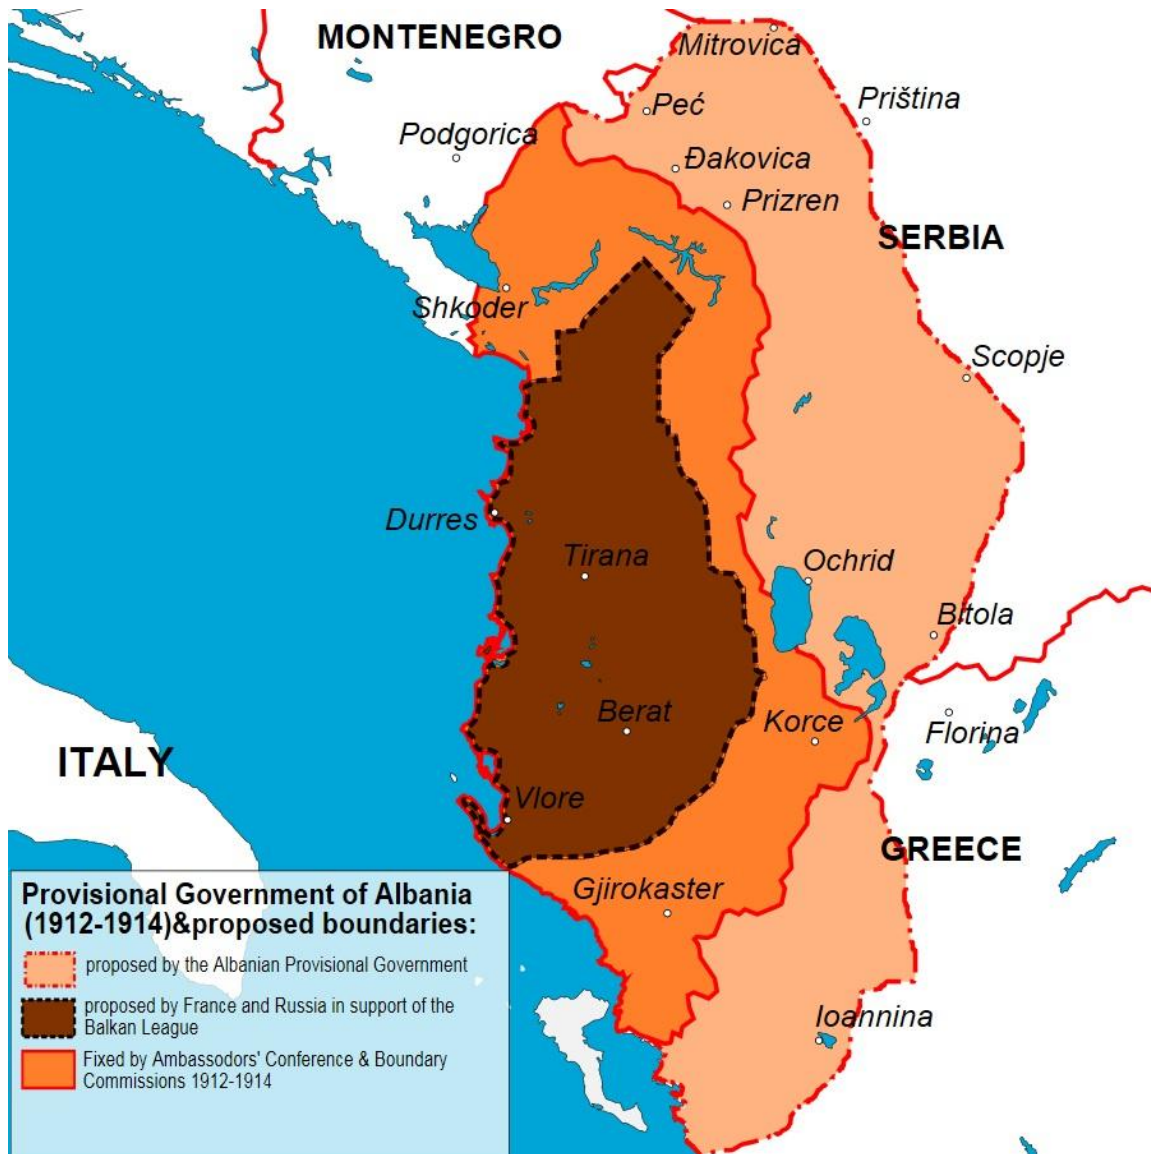 MONTENEGRO
Mitrovica
Peć
Priština
Podgorica
Đakovica
Prizren
SERBIA
Shkoder
Scopje
Durres
Tirana
Ochrid
Bitola
Berat
Korce
Florina
ITALY
Vlore
GREECE
Gjirokaster
Ioannina
Provisional Government of Albania
(1912-1914)&proposed boundaries:
proposed by the Albanian Provisional Government
proposed by France and Russia in support of the
Balkan League
Fixed by Ambassodors' Conference & Boundary
Commissions 1912-1914